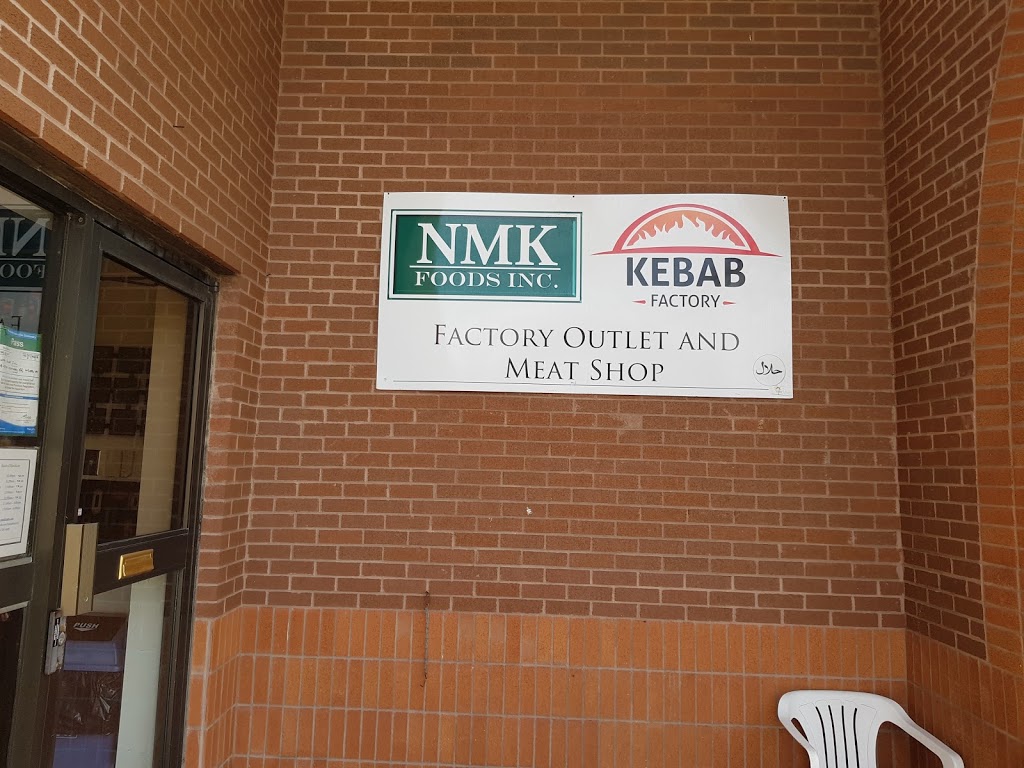 NMK
FOODS INC.
KEBAB
FACTORY
FACTORY OUTLET AND
MEAT SHOP
حلال
PUSH